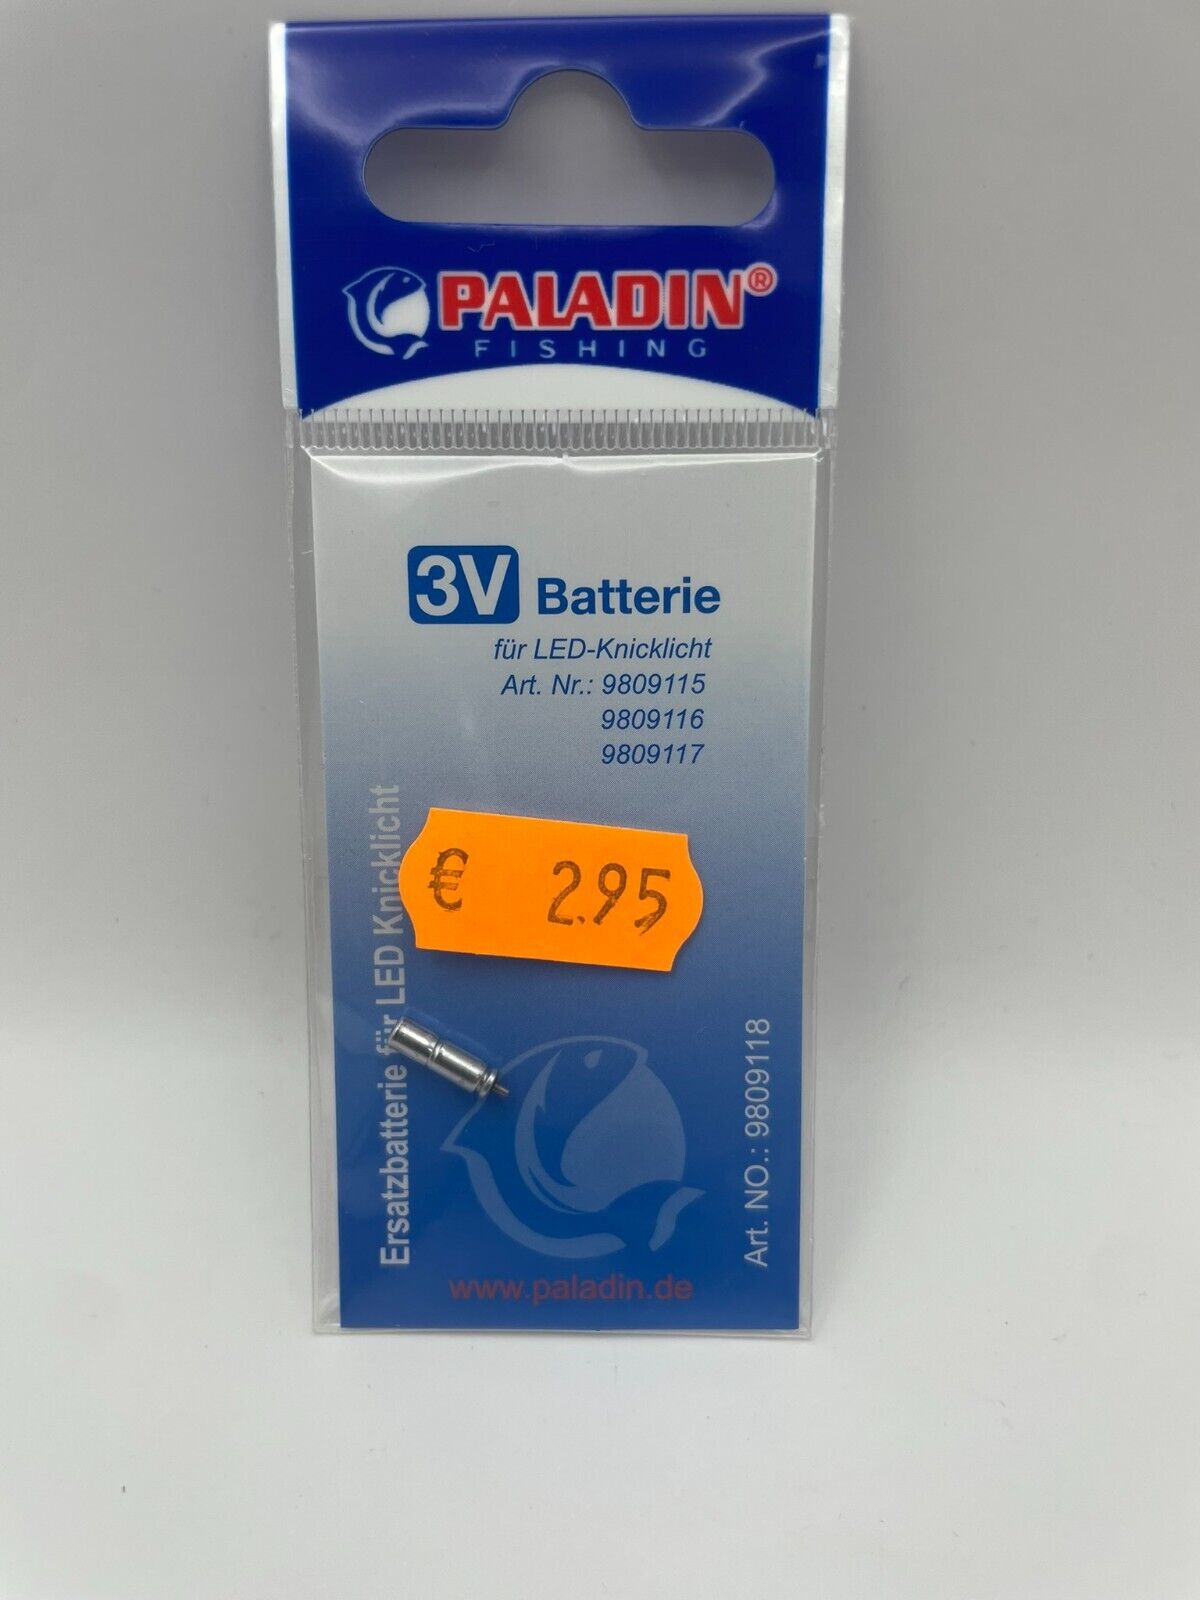 PALADIN®
FISHING
3V Batterie
für LED-Knicklicht
Art. Nr.: 9809115
9809116
9809117
€ 2.95
Ersatzbatterie für LED Knicklicht
Art. NO.: 9809118
www.paladin.de